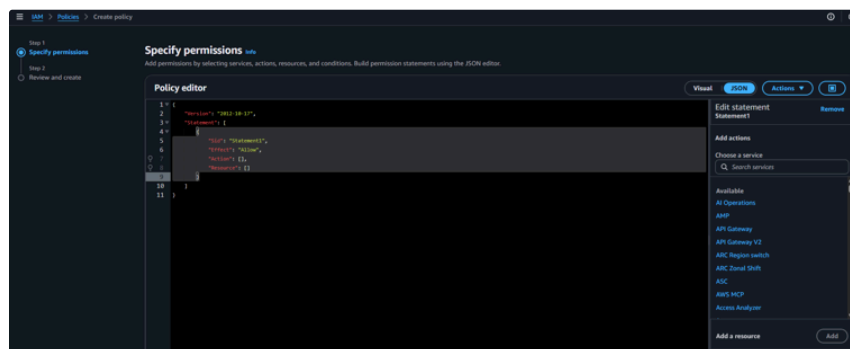 IAM > Policies > Create policy
Step 1
Specify permissions
Step 2
Review and create
Specify permissions Info
Add permissions by selecting services, actions, resources, and conditions. Build permission statements using the JSON editor.
Policy editor
Visual JSON Actions ▼
1 {
2 "Version": "2012-10-17",
3 "Statement": [
4 {
5 "Sid": "Statement1",
6 "Effect": "Allow",
7 "Action": [],
8 "Resource": []
9 }
10 ]
11 }
Edit statement
Statement1
Remove
Add actions
Choose a service
Search services
Available
AI Operations
AMP
API Gateway
API Gateway V2
ARC Region switch
ARC Zonal Shift
ASC
AWS MCP
Access Analyzer
Add a resource
Add